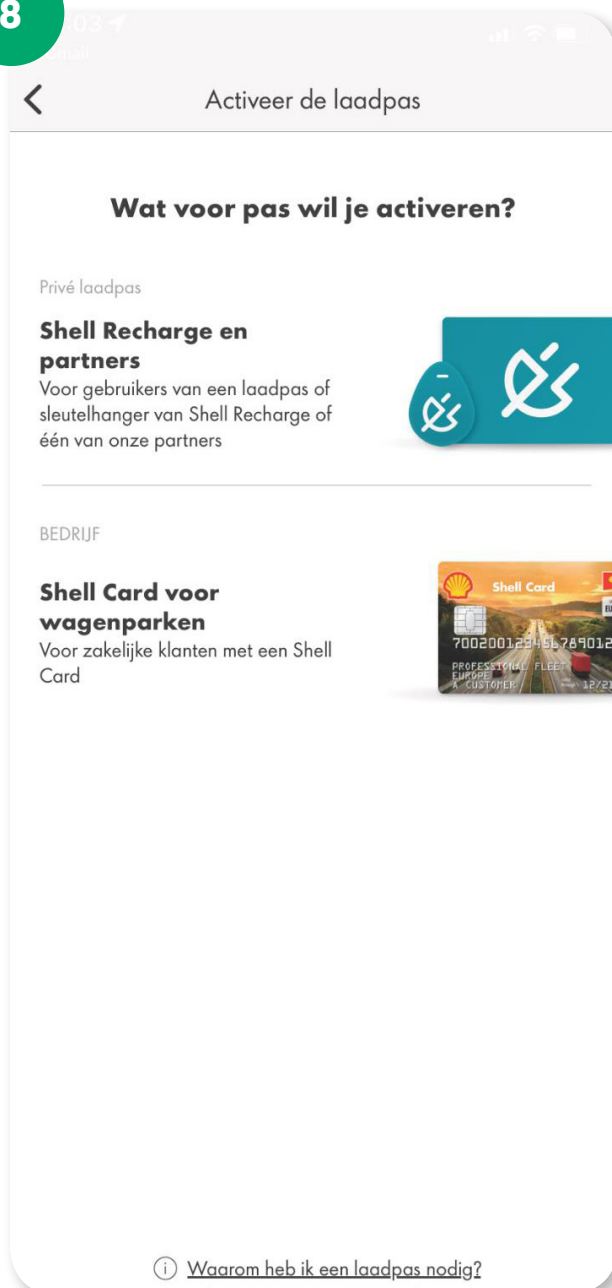 8
Activeer de laadpas
Wat voor pas wil je activeren?
Privé laadpas
Shell Recharge en
partners
Voor gebruikers van een laadpas of
sleutelhanger van Shell Recharge of
één van onze partners
BEDRIJF
Shell Card voor
wagenparken
Voor zakelijke klanten met een Shell
Card
Shell Card
PROFESSIONAL FLEET
EUROPE
A CUSTOMER
12/21
Waarom heb ik een laadpas nodig?